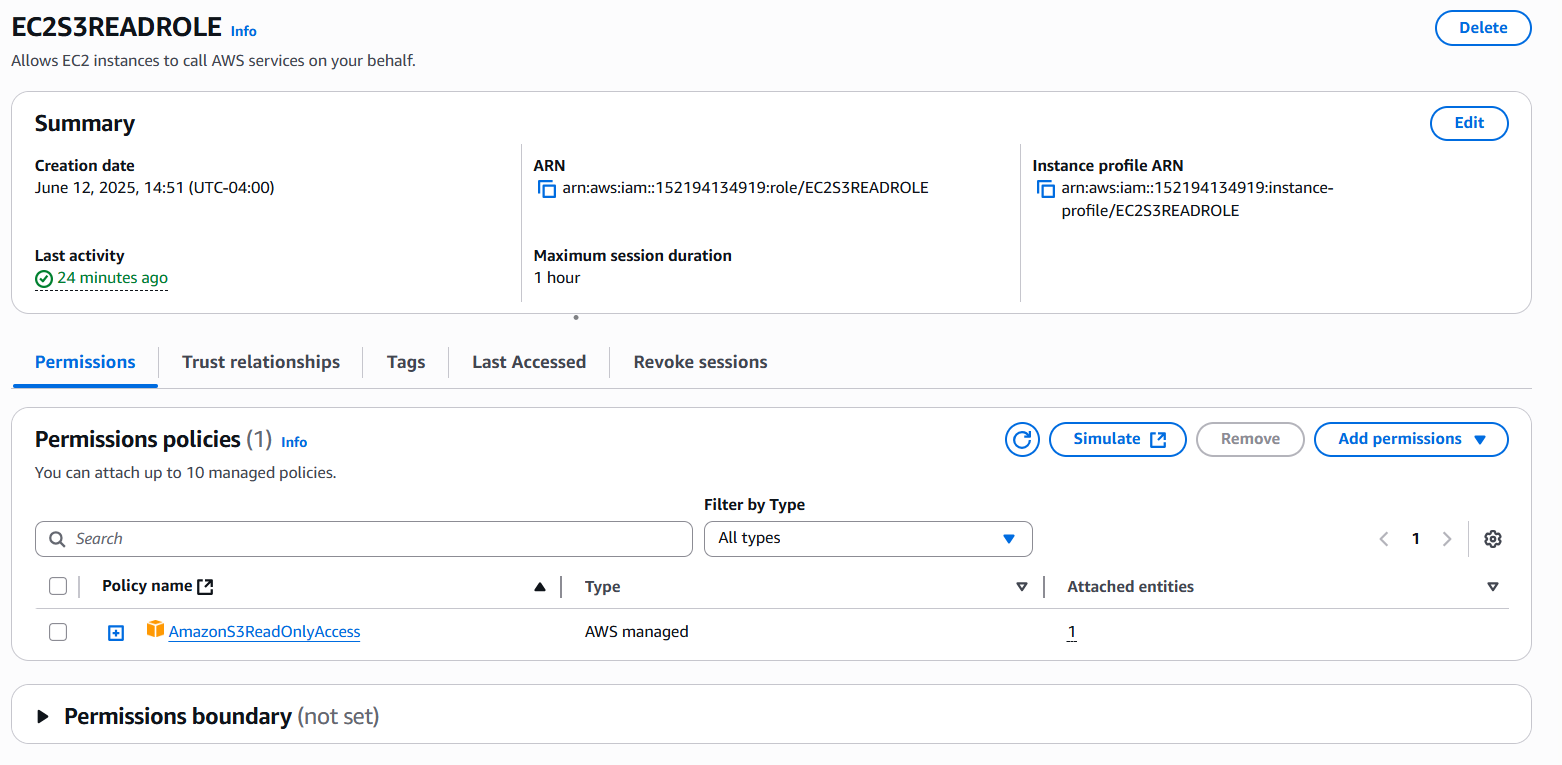 EC2S3READROLE Info
Delete
Allows EC2 instances to call AWS services on your behalf.
Summary
Edit
Creation date
June 12, 2025, 14:51 (UTC-04:00)
ARN
arn:aws:iam::152194134919:role/EC2S3READROLE
Instance profile ARN
arn:aws:iam::152194134919:instance-
profile/EC2S3READROLE
Last activity
24 minutes ago
Maximum session duration
1 hour
Permissions
Trust relationships
Tags
Last Accessed
Revoke sessions
Permissions policies (1) Info
Simulate
Remove
Add permissions
You can attach up to 10 managed policies.
Filter by Type
Search
All types
1
Policy name
Type
Attached entities
AmazonS3ReadOnlyAccess
AWS managed
1
Permissions boundary (not set)